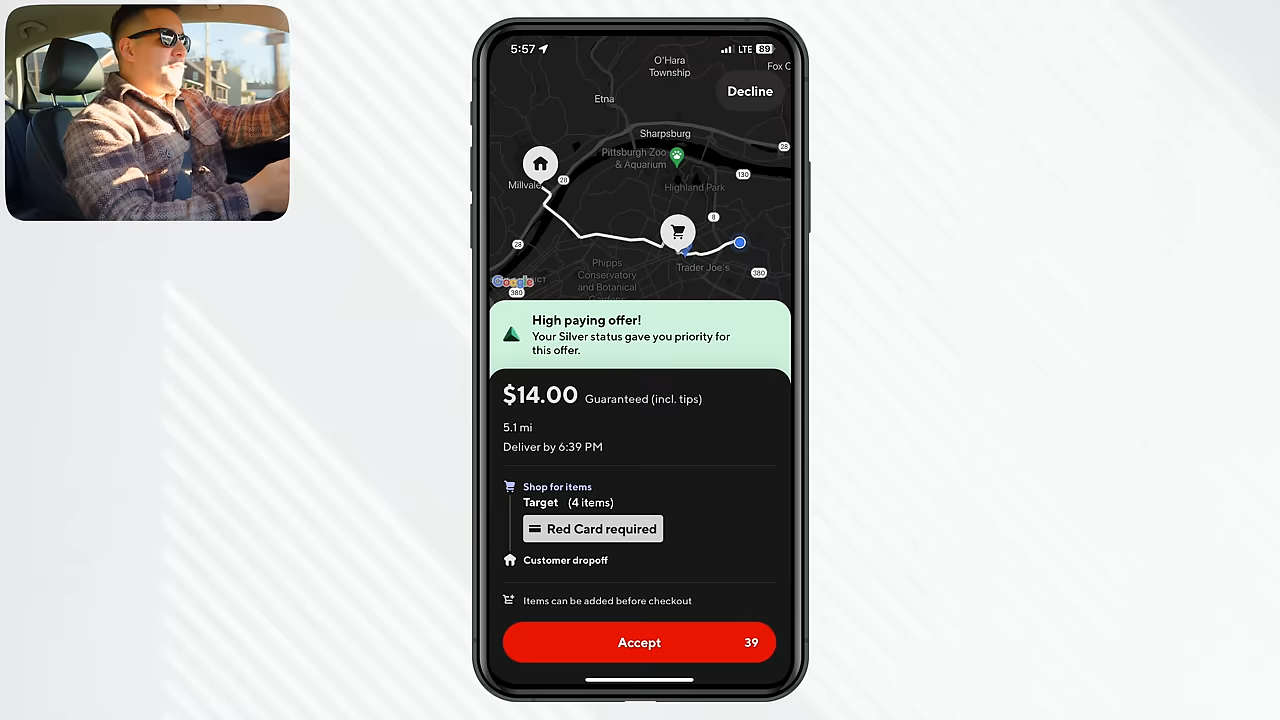 5:57
LTE 89
O'Hara
Township
Fox C
Decline
Etna
Sharpsburg
28
Pittsburgh Zoo
& Aquarium
130
28
Millvale
Highland Park
8
28
Trader Joe's
380
Phipps
Conservatory
and Botanical
Gardens
Google
380
High paying offer!
Your Silver status gave you priority for
this offer.
$14.00 Guaranteed (incl. tips)
5.1 mi
Deliver by 6:39 PM
Shop for items
Target (4 items)
Red Card required
Customer dropoff
Items can be added before checkout
Accept 39